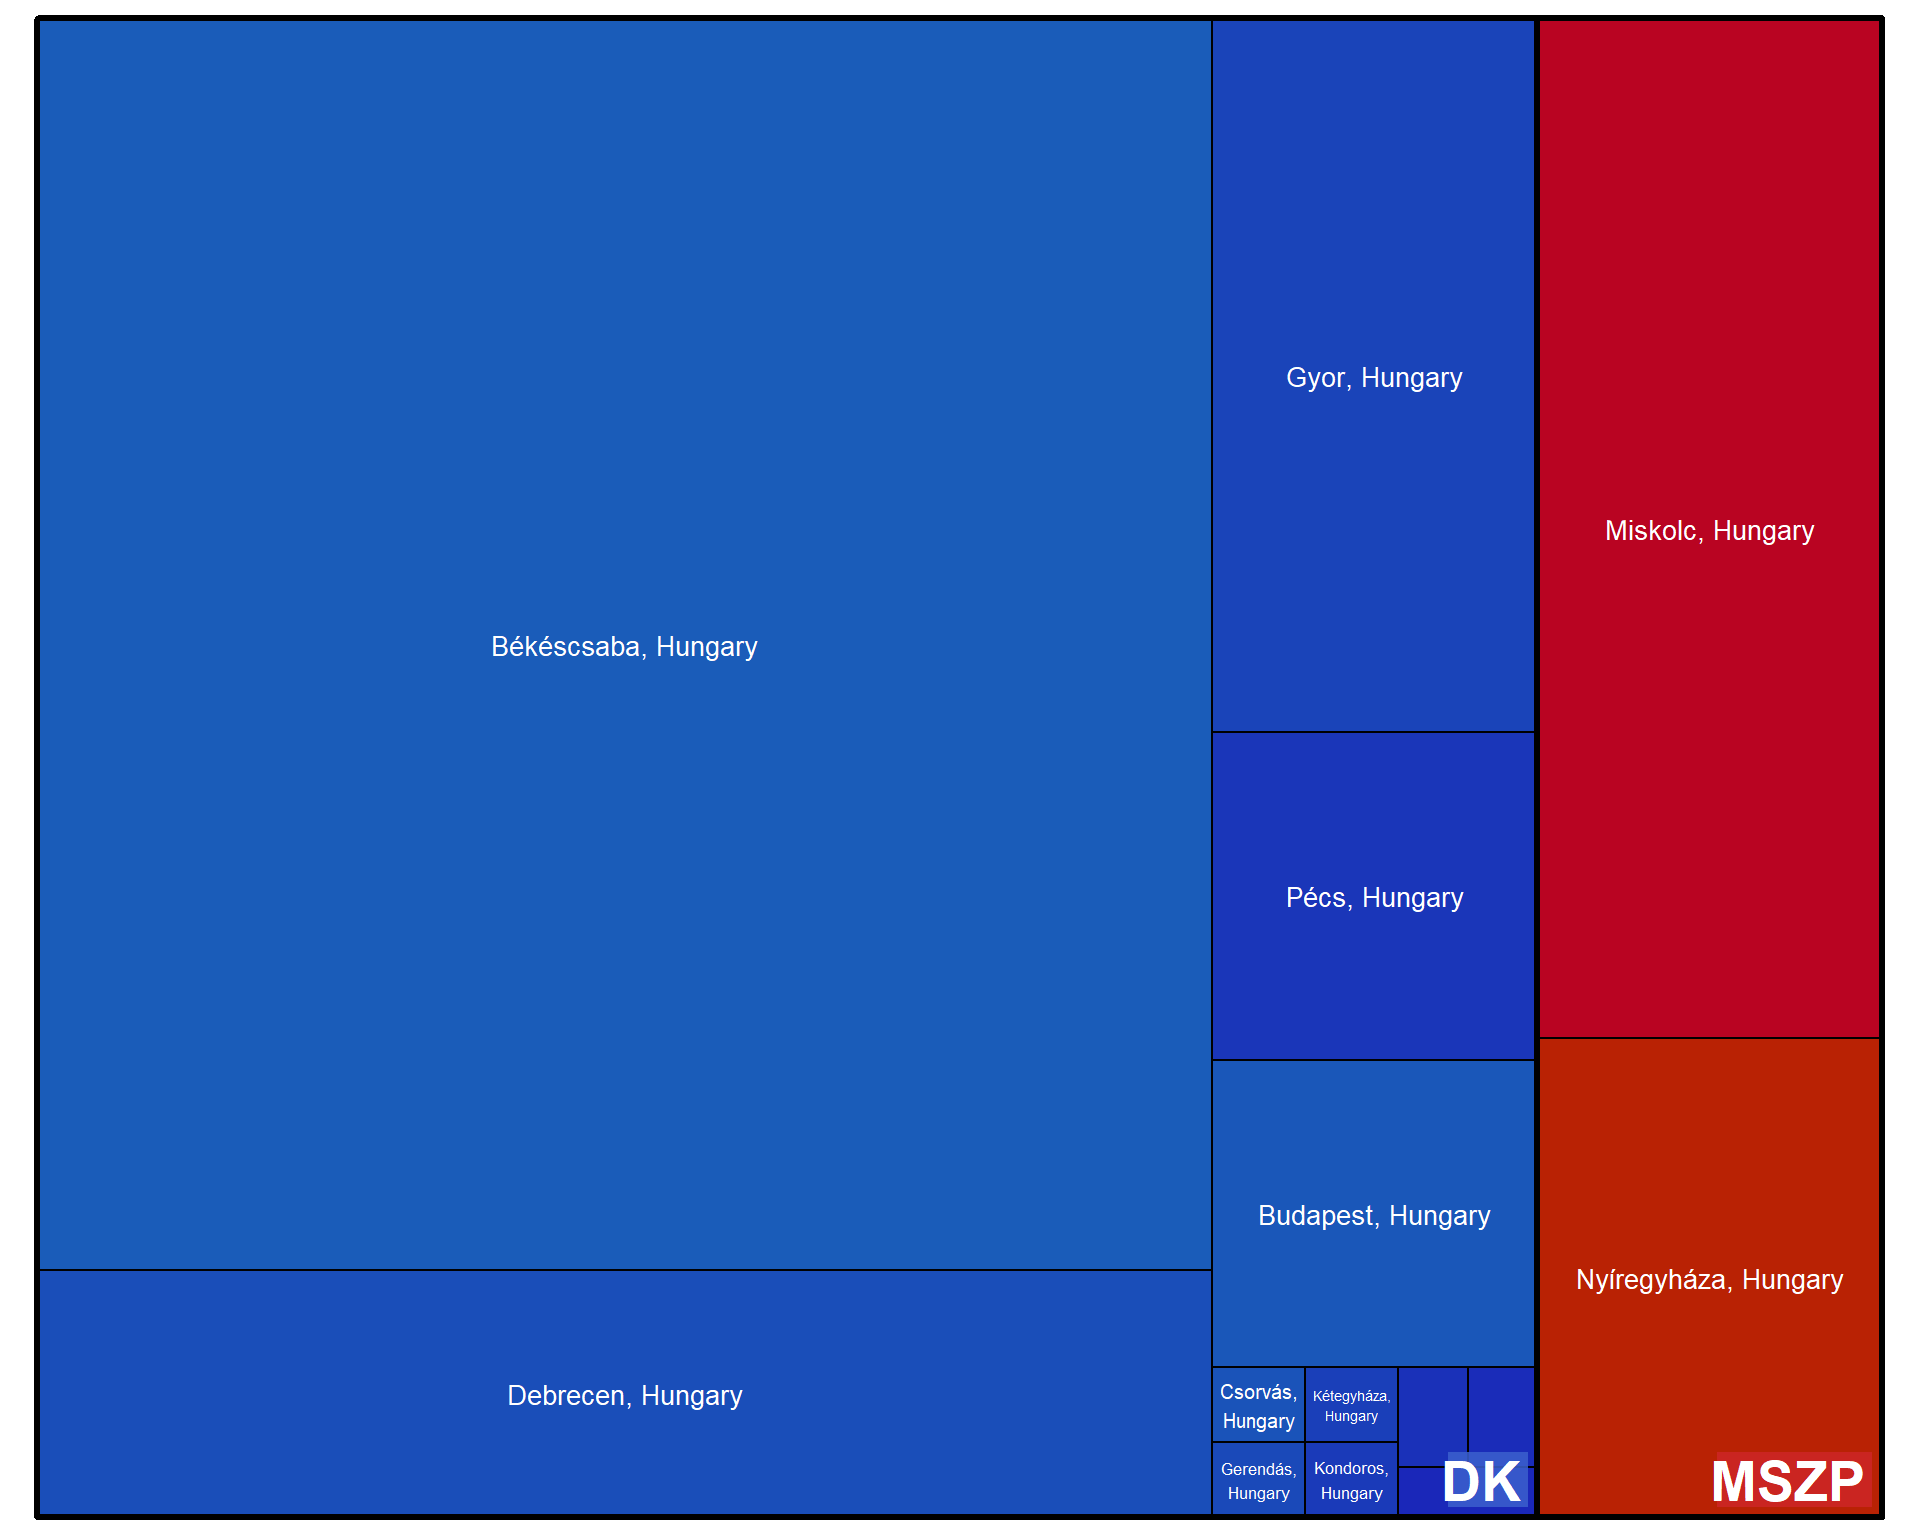 Békéscsaba, Hungary
Debrecen, Hungary
Gyor, Hungary
Pécs, Hungary
Budapest, Hungary
Csorvás,
Hungary
Kétegyháza,
Hungary
Gerendás,
Hungary
Kondoros,
Hungary
DK
Miskolc, Hungary
Nyíregyháza, Hungary
MSZP